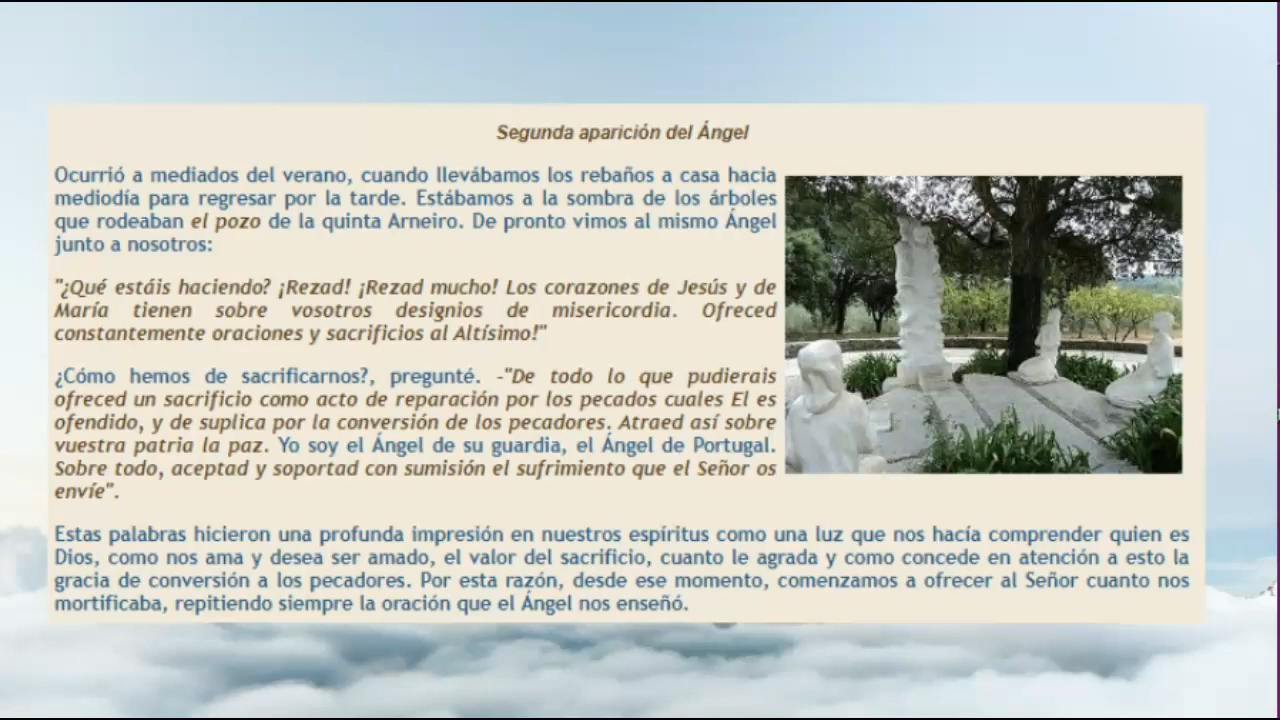 Segunda aparición del Ángel
Ocurrió a mediados del verano, cuando llevábamos los rebaños a casa hacia
mediodía para regresar por la tarde. Estábamos a la sombra de los árboles
que rodeaban el pozo de la quinta Arneiro. De pronto vimos al mismo Ángel
junto a nosotros:
"¿Qué estáis haciendo? ¡Rezad! ¡Rezad mucho! Los corazones de Jesús y de
María tienen sobre vosotros designios de misericordia. Ofreced
constantemente oraciones y sacrificios al Altísimo!"
¿Cómo hemos de sacrificarnos?, pregunté. -"De todo lo que pudierais
ofreced un sacrificio como acto de reparación por los pecados cuales El es
ofendido, y de suplica por la conversión de los pecadores. Atraed así sobre
vuestra patria la paz. Yo soy el Ángel de su guardia, el Ángel de Portugal.
Sobre todo, aceptad y soportad con sumisión el sufrimiento que el Señor os
envíe".
Estas palabras hicieron una profunda impresión en nuestros espíritus como una luz que nos hacía comprender quien es
Dios, como nos ama y desea ser amado, el valor del sacrificio, cuanto le agrada y como concede en atención a esto la
gracia de conversión a los pecadores. Por esta razón, desde ese momento, comenzamos a ofrecer al Señor cuanto nos
mortificaba, repitiendo siempre la oración que el Ángel nos enseñó.